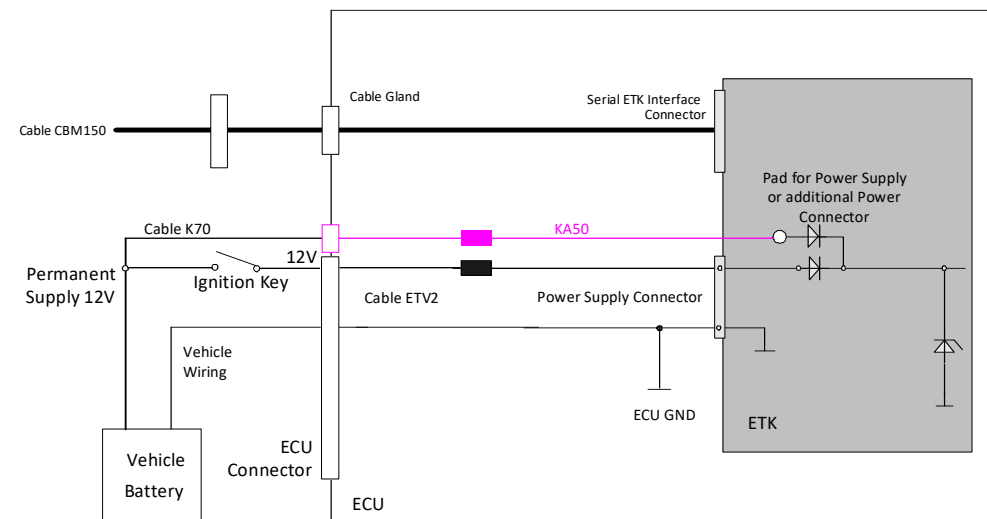 Cable Gland
Serial ETK Interface
Connector
Cable CBM150
Pad for Power Supply
or additional Power
Connector
Cable K70
KA50
12V
Permanent
Supply 12V
Ignition Key
Cable ETV2
Power Supply Connector
Vehicle
Wiring
ECU GND
ETK
ECU
Connector
Vehicle
Battery
ECU